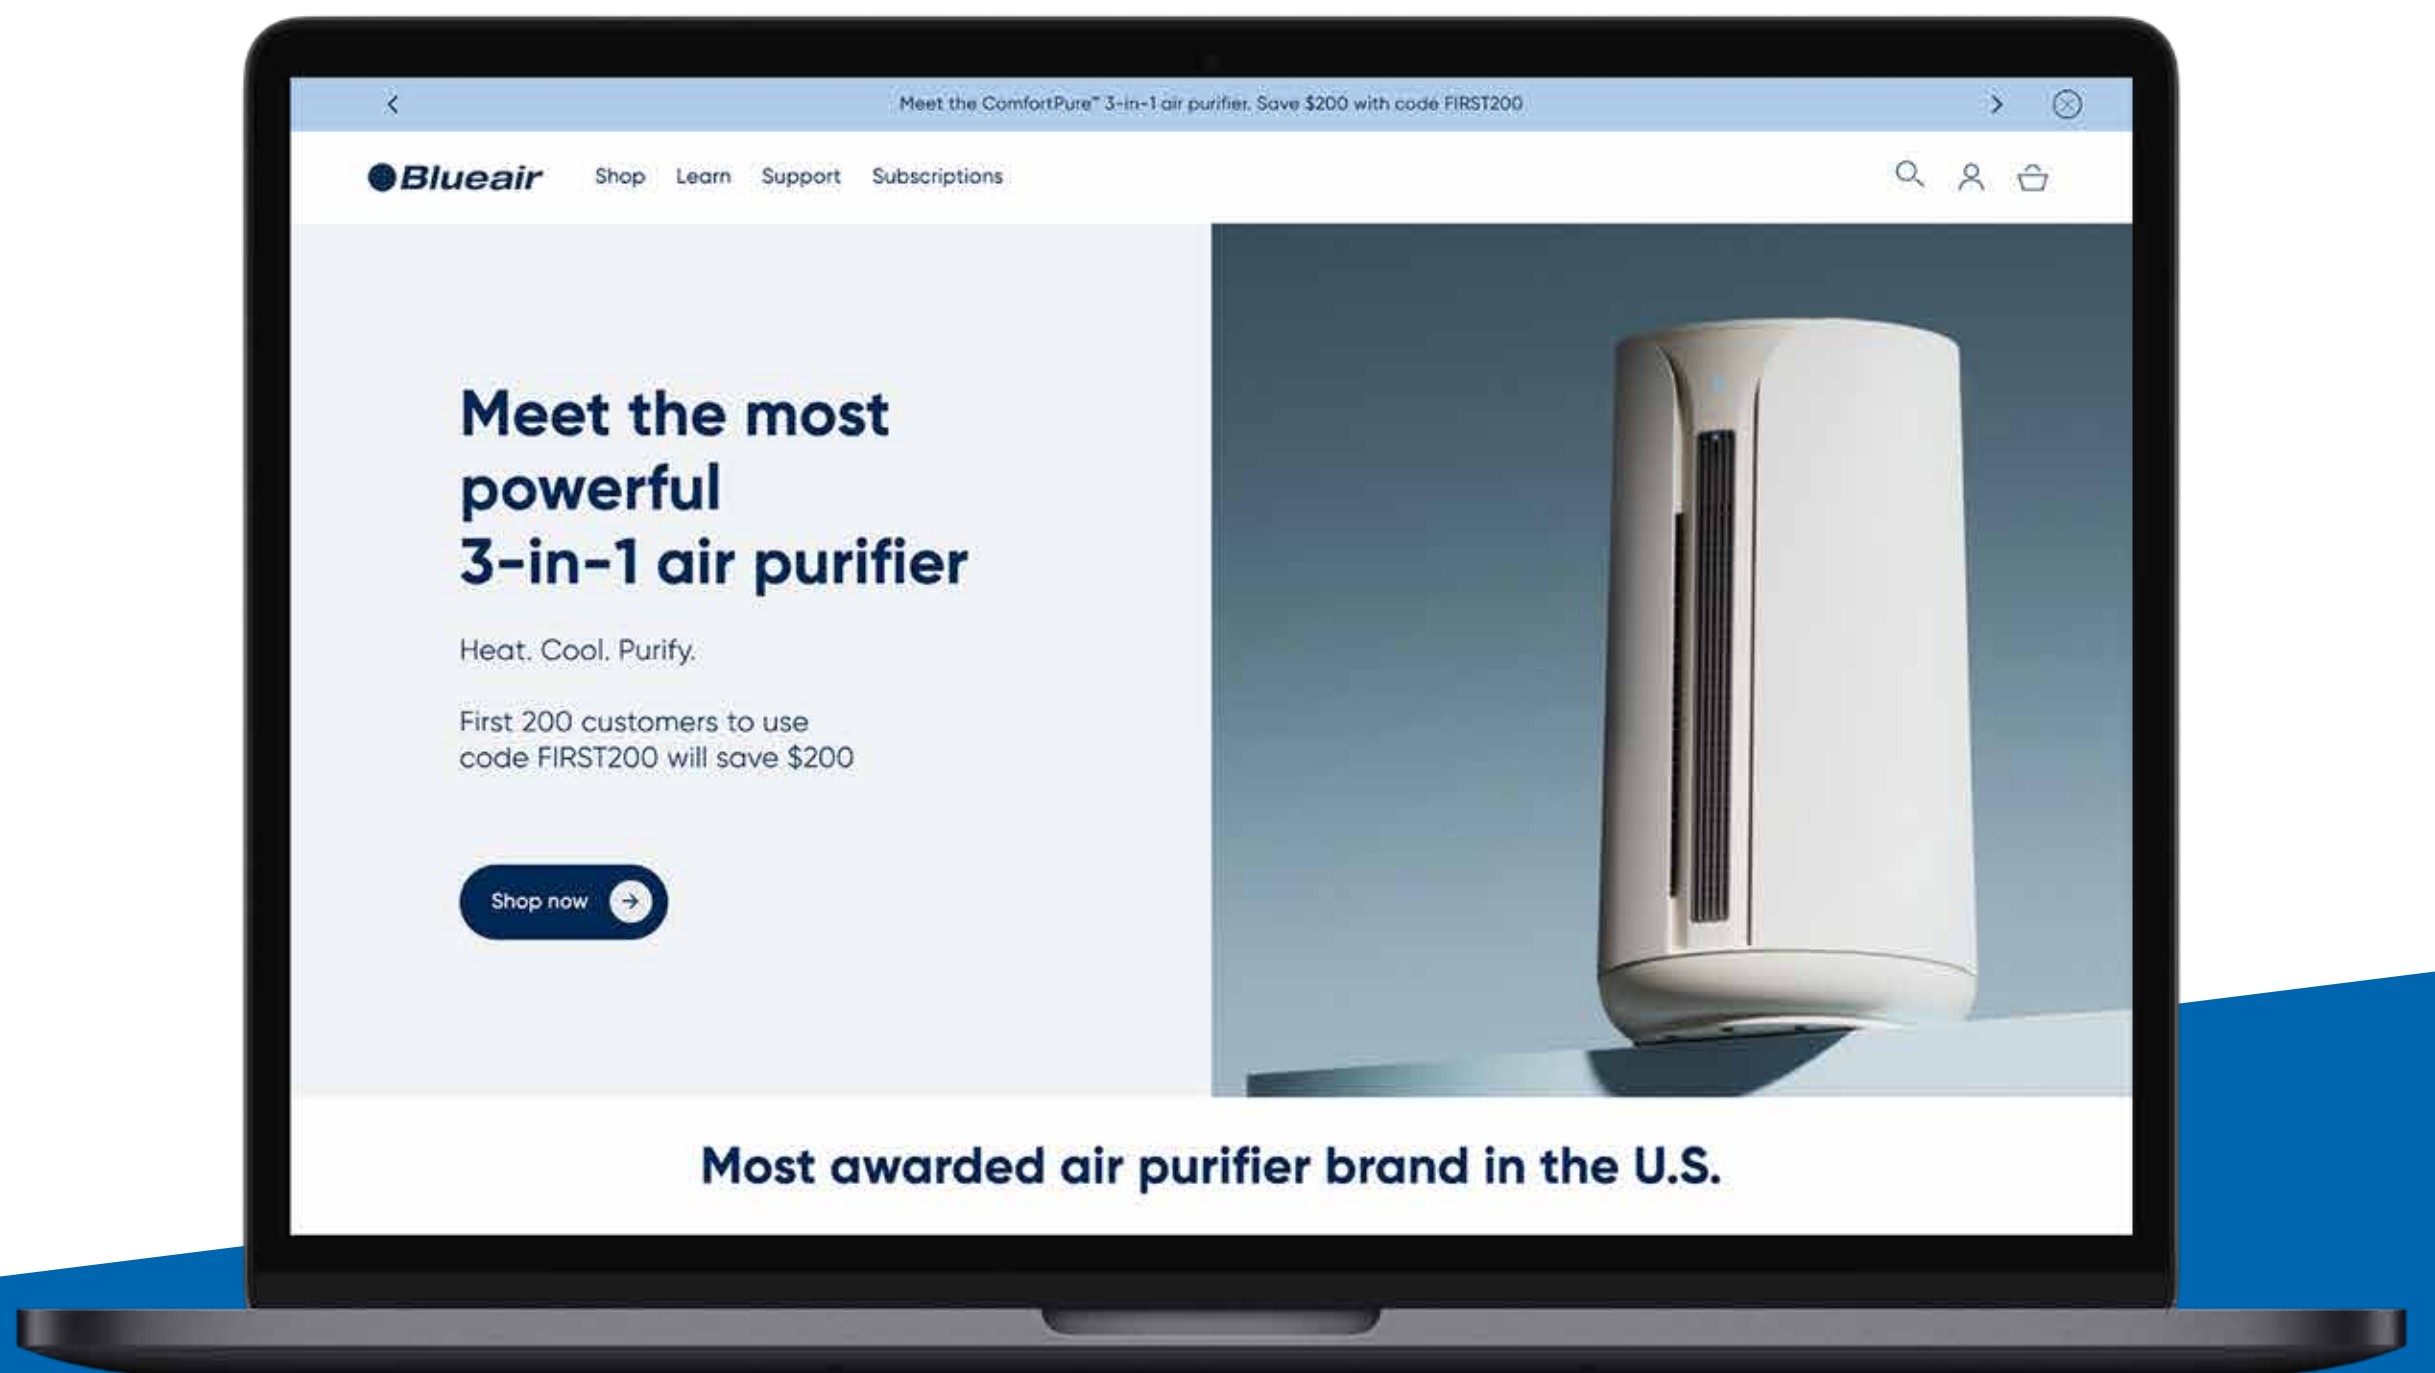 Meet the ComfortPure™ 3-in-1 air purifier. Save $200 with code FIRST200
Blueair
Shop
Learn
Support
Subscriptions
Meet the most
powerful
3-in-1 air purifier
Heat. Cool. Purify.
First 200 customers to use
code FIRST200 will save $200
Shop now
Most awarded air purifier brand in the U.S.